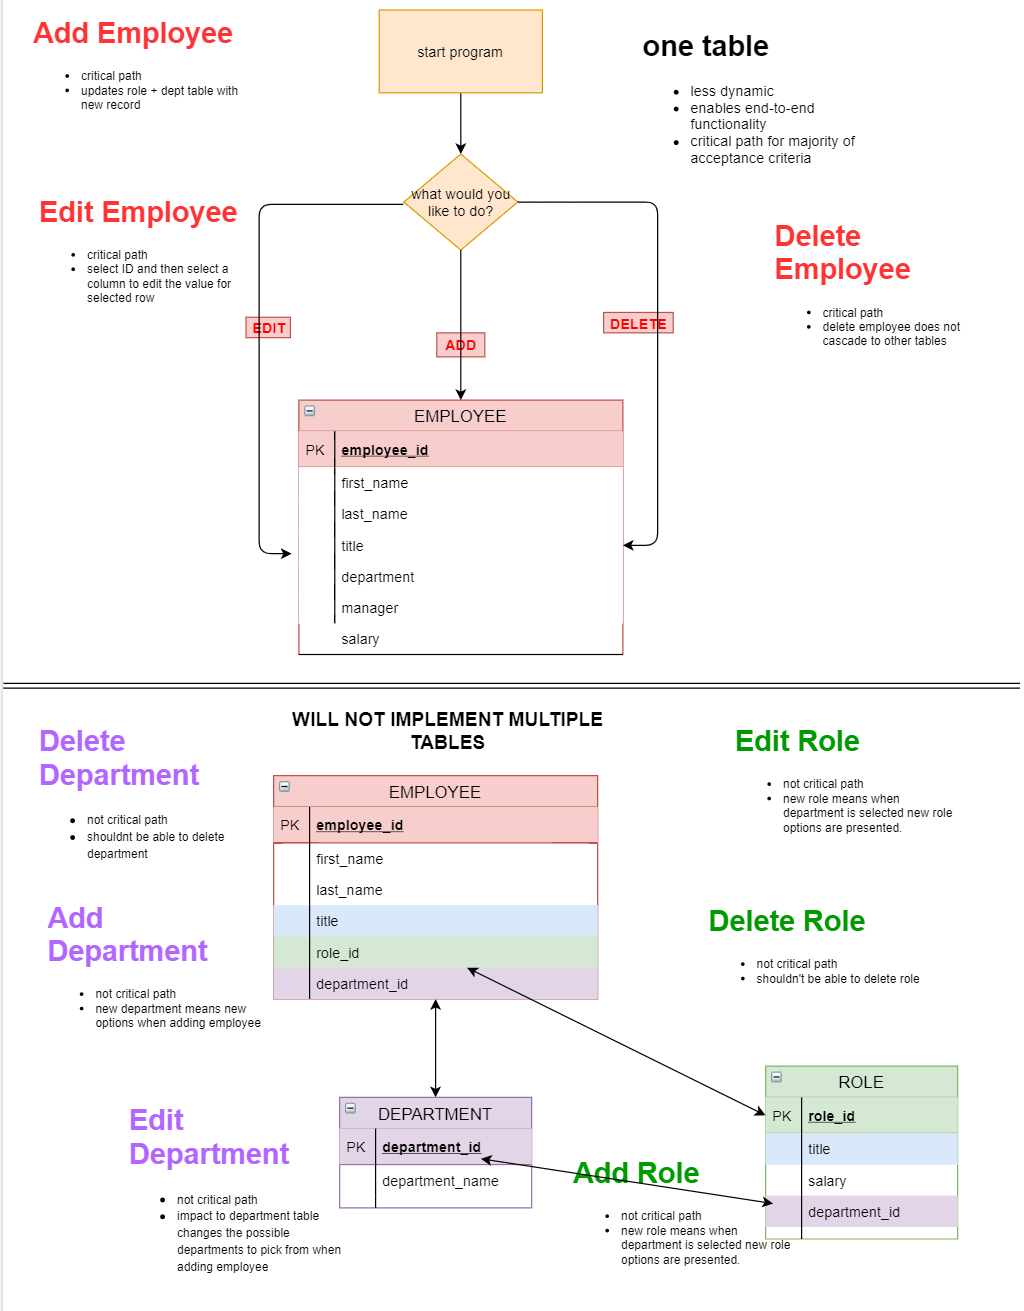 Add Employee
critical path
updates role + dept table with
new record
start program
one table
less dynamic
enables end-to-end
functionality
critical path for majority of
acceptance criteria
what would you
like to do?
Edit Employee
critical path
select ID and then select a
column to edit the value for
selected row
Delete
Employee
critical path
delete employee does not
cascade to other tables
EDIT
ADD
DELETE
EMPLOYEE
PK employee_id
first_name
last_name
title
department
manager
salary
WILL NOT IMPLEMENT MULTIPLE
TABLES
Delete
Department
not critical path
shouldnt be able to delete
department
Edit Role
not critical path
new role means when
department is selected new role
options are presented.
EMPLOYEE
PK employee_id
first_name
last_name
title
role_id
department_id
Add
Department
not critical path
new department means new
options when adding employee
Delete Role
not critical path
shouldn't be able to delete role
Edit
Department
not critical path
impact to department table
changes the possible
departments to pick from when
adding employee
DEPARTMENT
PK department_id
department_name
Add Role
not critical path
new role means when
department is selected new role
options are presented.
ROLE
PK role_id
title
salary
department_id